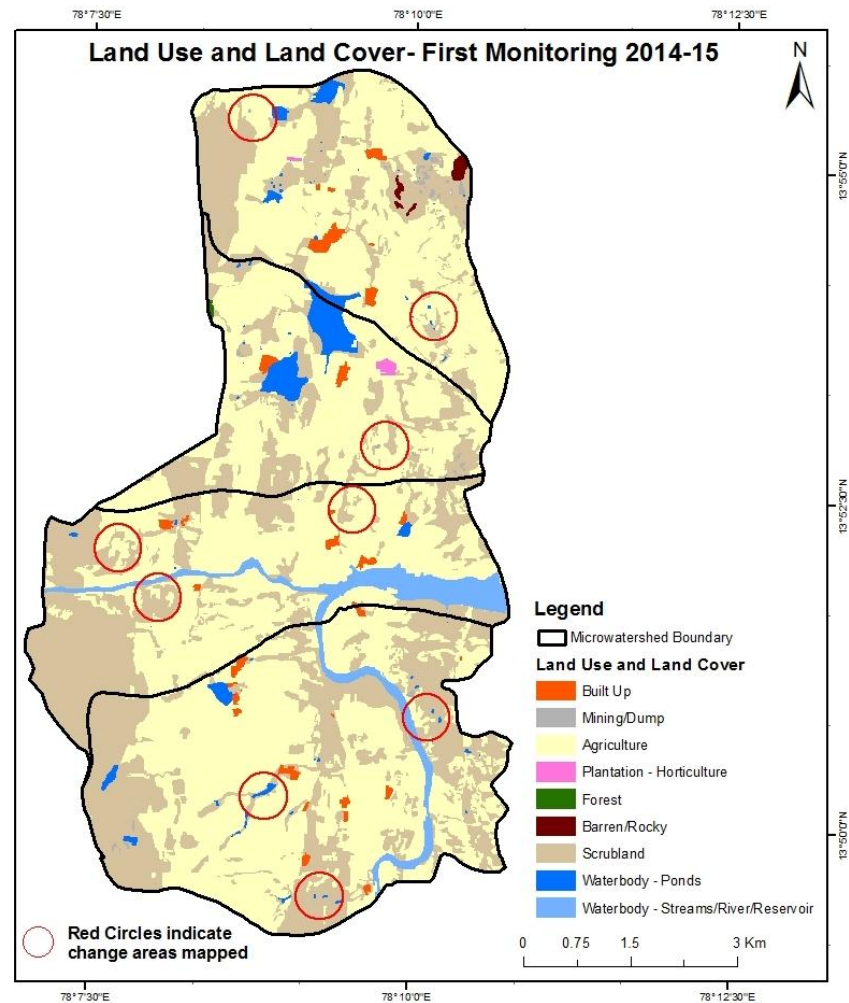 78°7'30"E 78°10'0"E 78°12'30"E
Land Use and Land Cover- First Monitoring 2014-15
N
13°55'0"N
13°52'30"N
Legend
Microwatershed Boundary
Land Use and Land Cover
Built Up
Mining/Dump
Agriculture
Plantation - Horticulture
Forest
Barren/Rocky
Scrubland
Waterbody - Ponds
Waterbody - Streams/River/Reservoir
13°50'0"N
Red Circles indicate
change areas mapped
0 0.75 1.5 3 Km
78°7'30"E 78°10'0"E 78°12'30"E